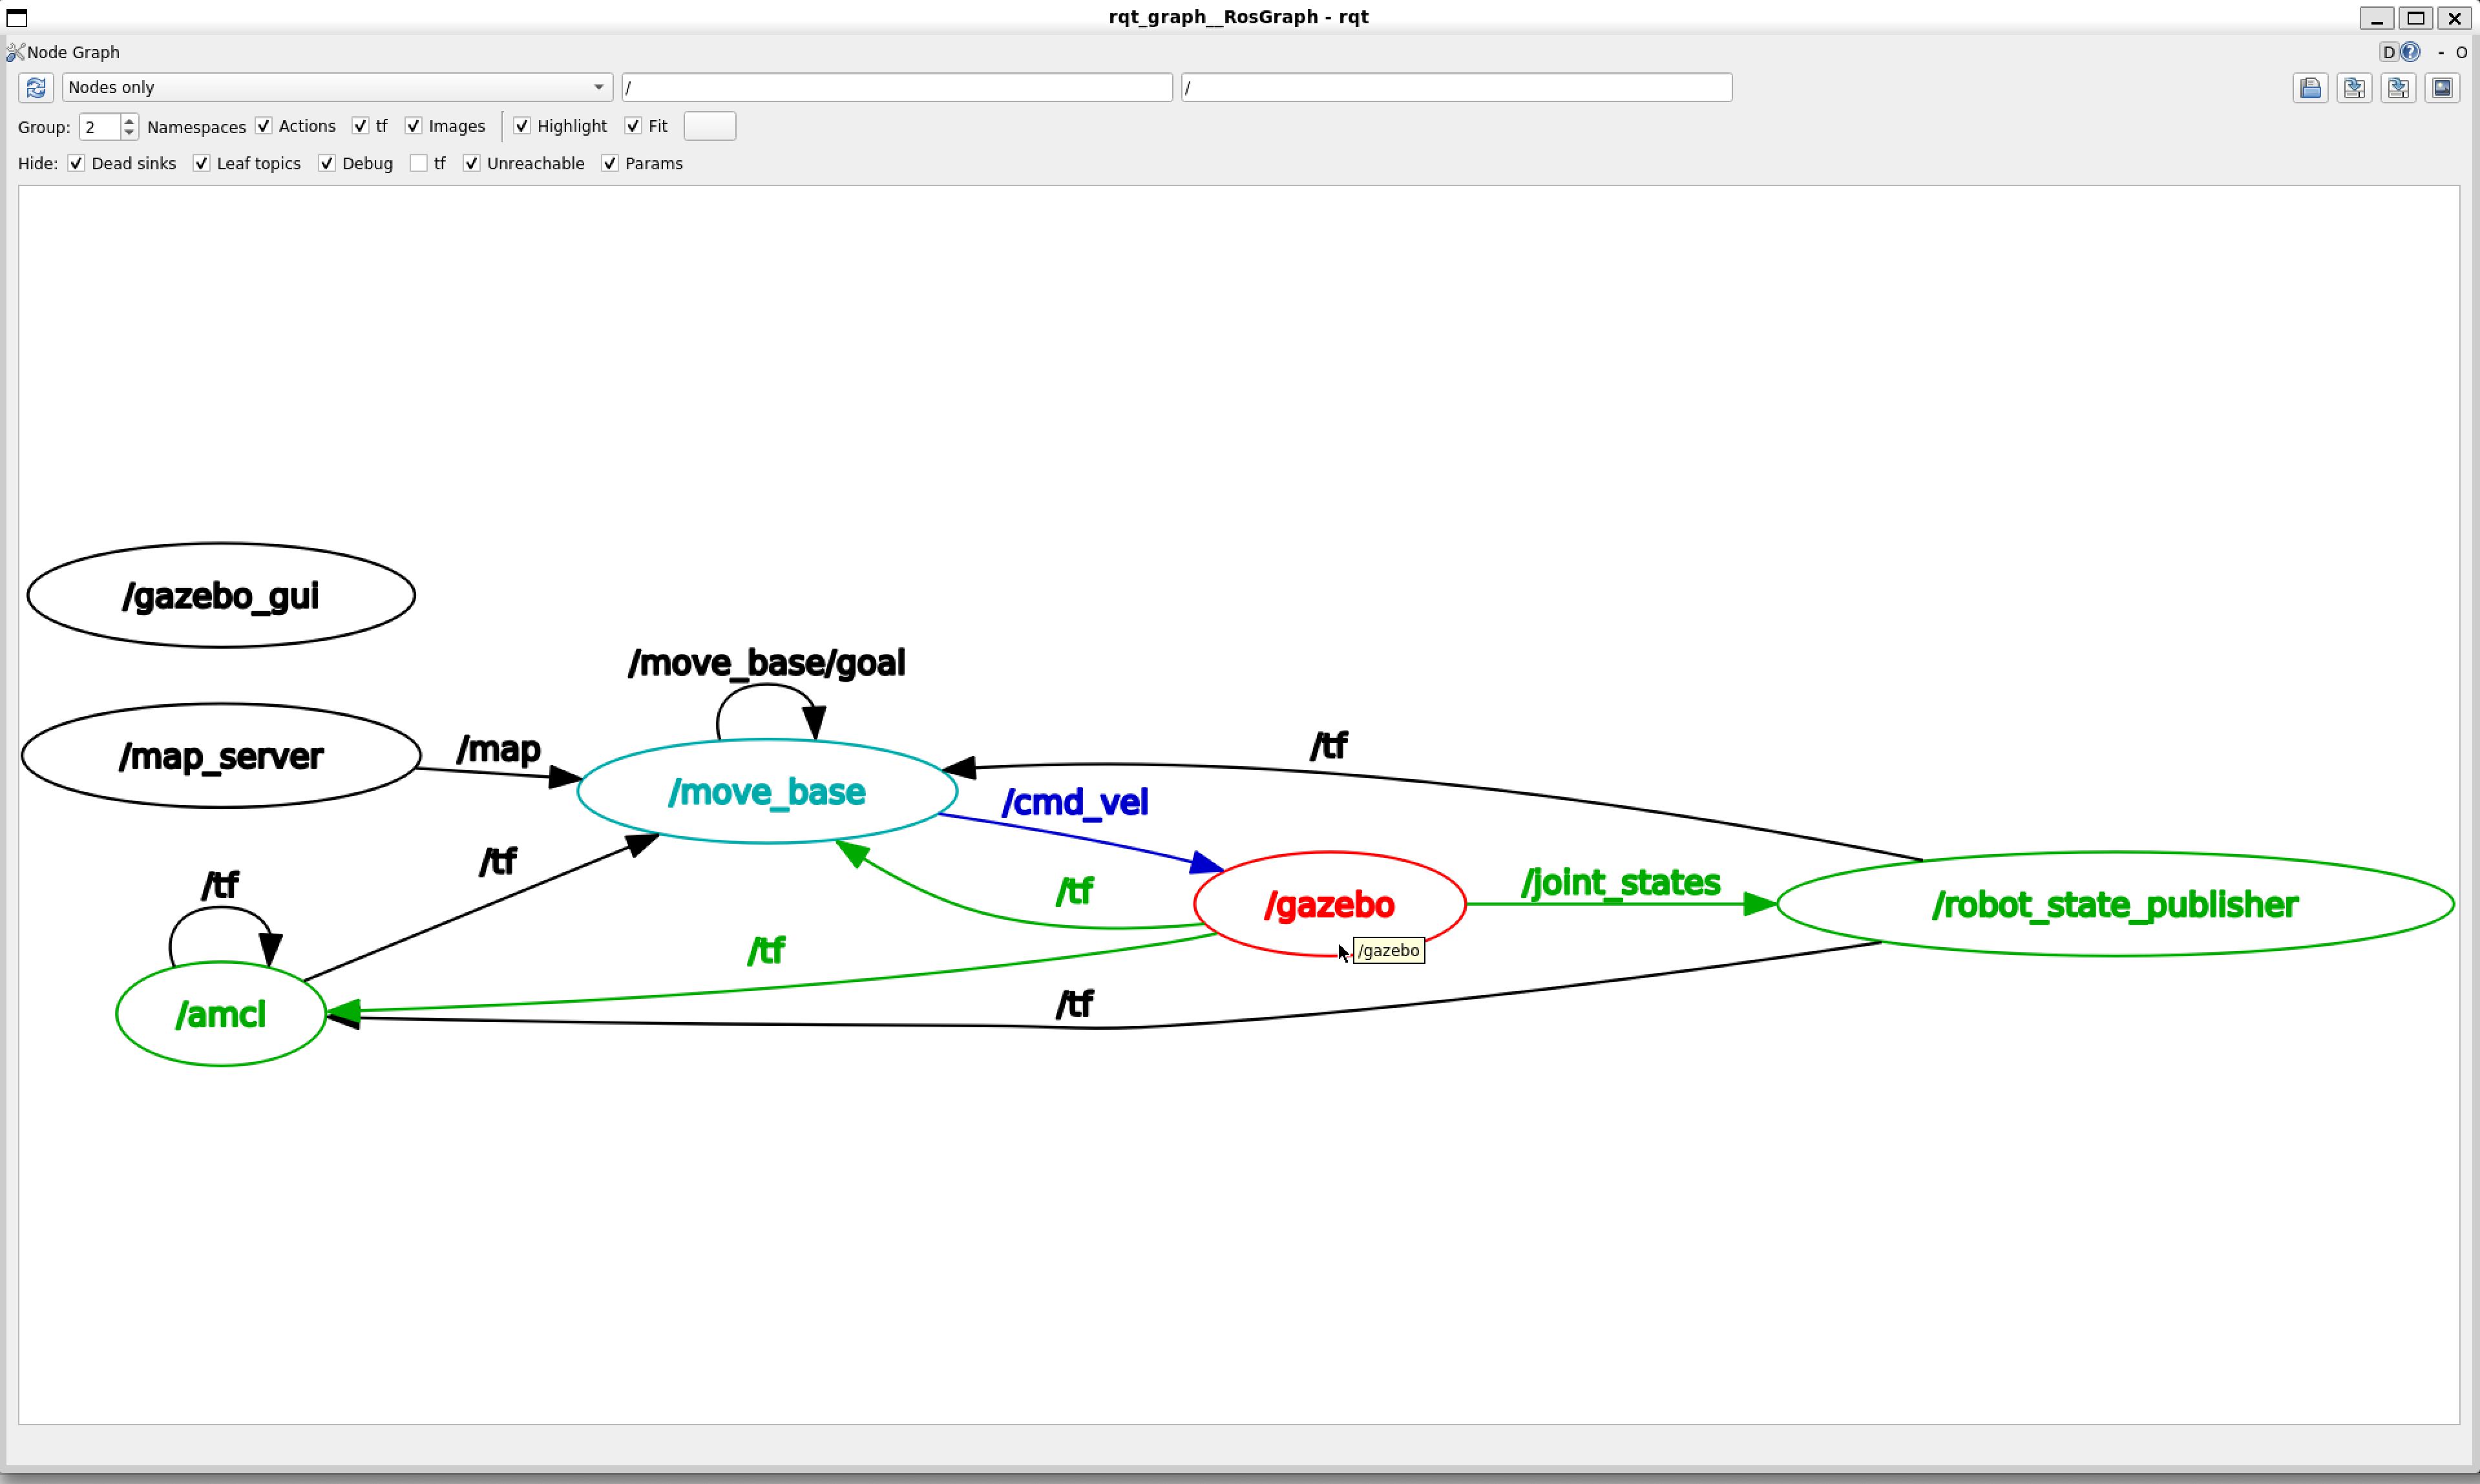 rqt_graph__RosGraph - rqt
Node Graph
D - O
Nodes only / /
Group: 2 Namespaces Actions tf Images Highlight Fit
Hide: Dead sinks Leaf topics Debug tf Unreachable Params
/gazebo_gui
/move_base/goal
/map_server
/map
/move_base
/tf
/cmd_vel
/tf
/tf
/tf
/joint_states
/gazebo
/robot_state_publisher
/gazebo
/tf
/tf
/amcl